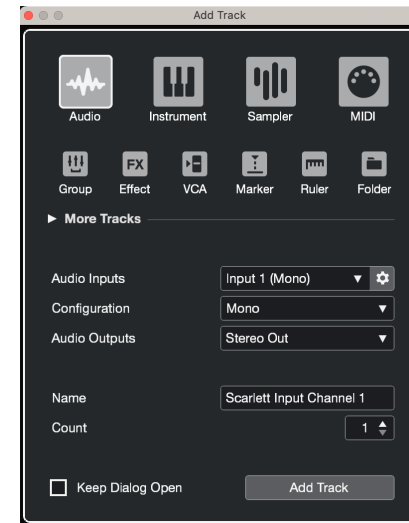 Add Track
Audio Instrument Sampler MIDI
FX
Group Effect VCA Marker Ruler Folder
More Tracks
Audio Inputs Input 1 (Mono)
Configuration Mono
Audio Outputs Stereo Out
Name Scarlett Input Channel 1
Count 1
Keep Dialog Open Add Track